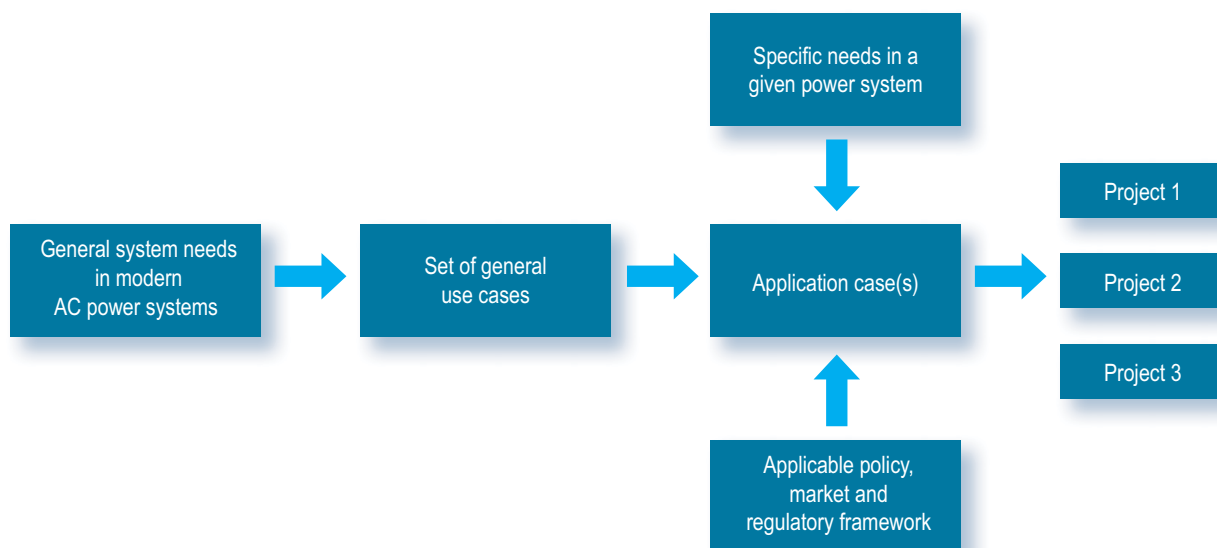 Specific needs in a
given power system
Project 1
General system needs
in modern
AC power systems
Set of general
use cases
Application case(s)
Project 2
Project 3
Applicable policy,
market and
regulatory framework